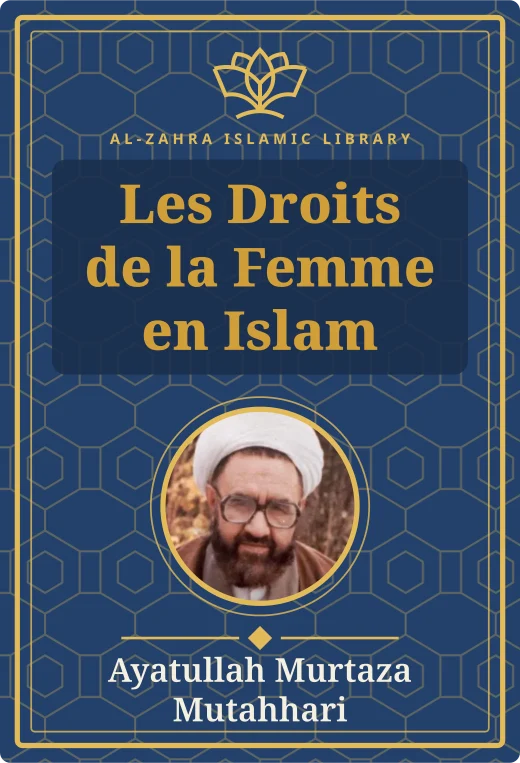 AL-ZAHRA ISLAMIC LIBRARY
Les Droits
de la Femme
en Islam
Ayatullah Murtaza
Mutahhari